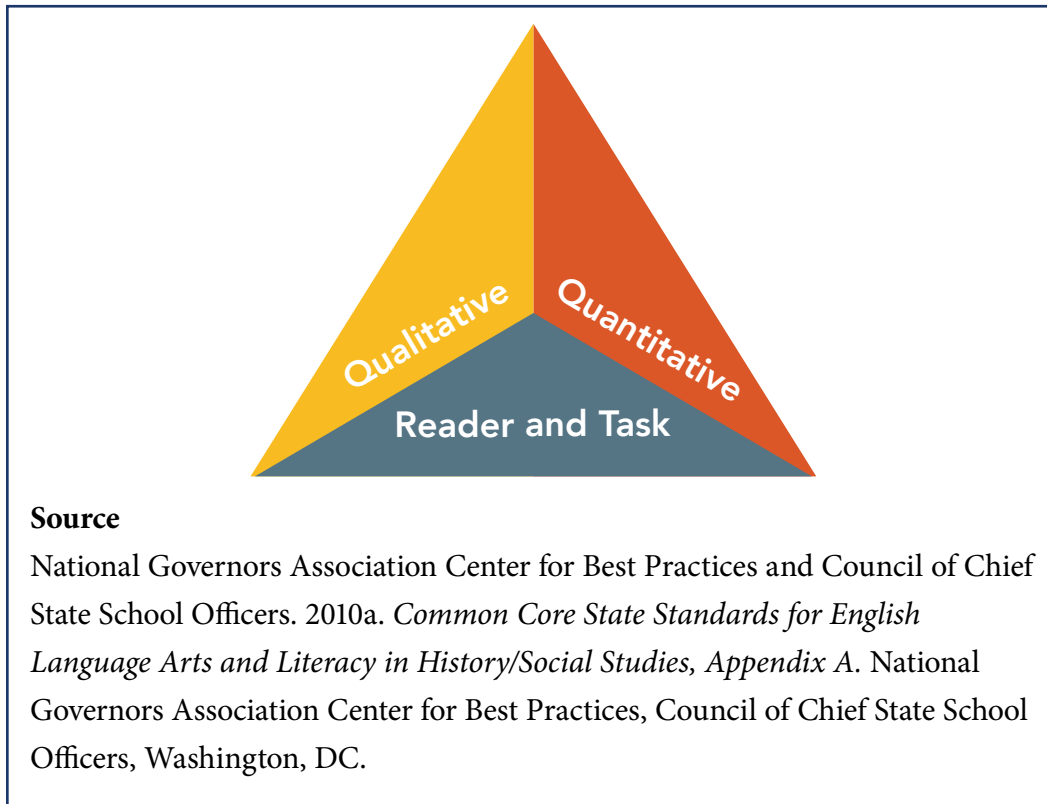 Qualitative
Quantitative
Reader and Task
Source
National Governors Association Center for Best Practices and Council of Chief
State School Officers. 2010a. Common Core State Standards for English
Language Arts and Literacy in History/Social Studies, Appendix A. National
Governors Association Center for Best Practices, Council of Chief State School
Officers, Washington, DC.